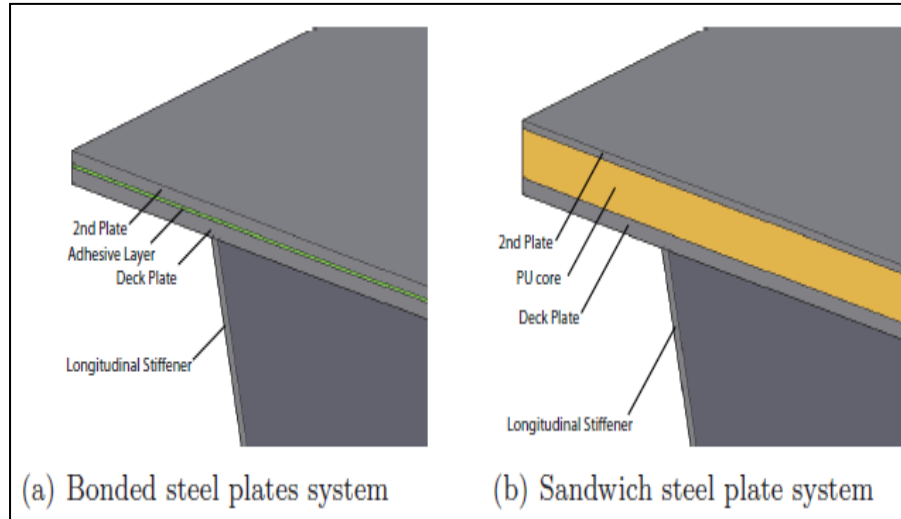 2nd Plate
Adhesive Layer
Deck Plate
Longitudinal Stiffener
(a) Bonded steel plates system
2nd Plate
PU core
Deck Plate
Longitudinal Stiffener
(b) Sandwich steel plate system